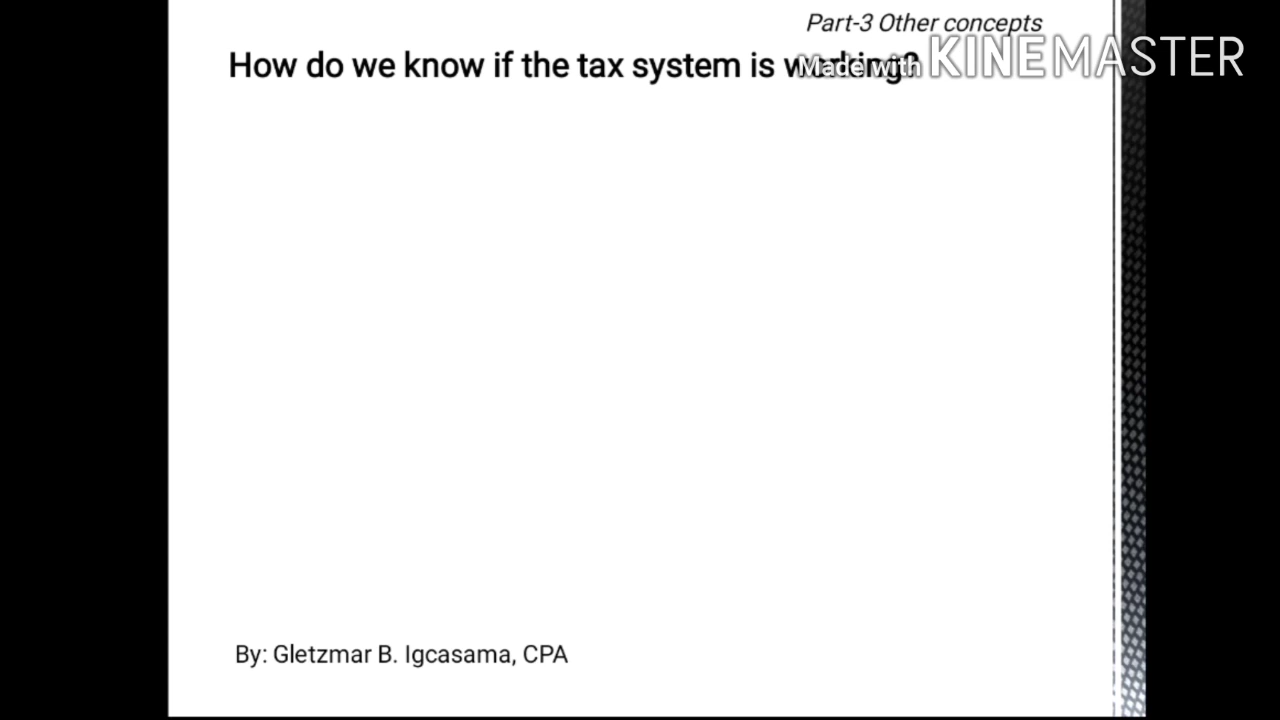 Part-3 Other concepts
How do we know if the tax system is working?
Made with KINEMASTER
By: Gletzmar B. Igcasama, CPA